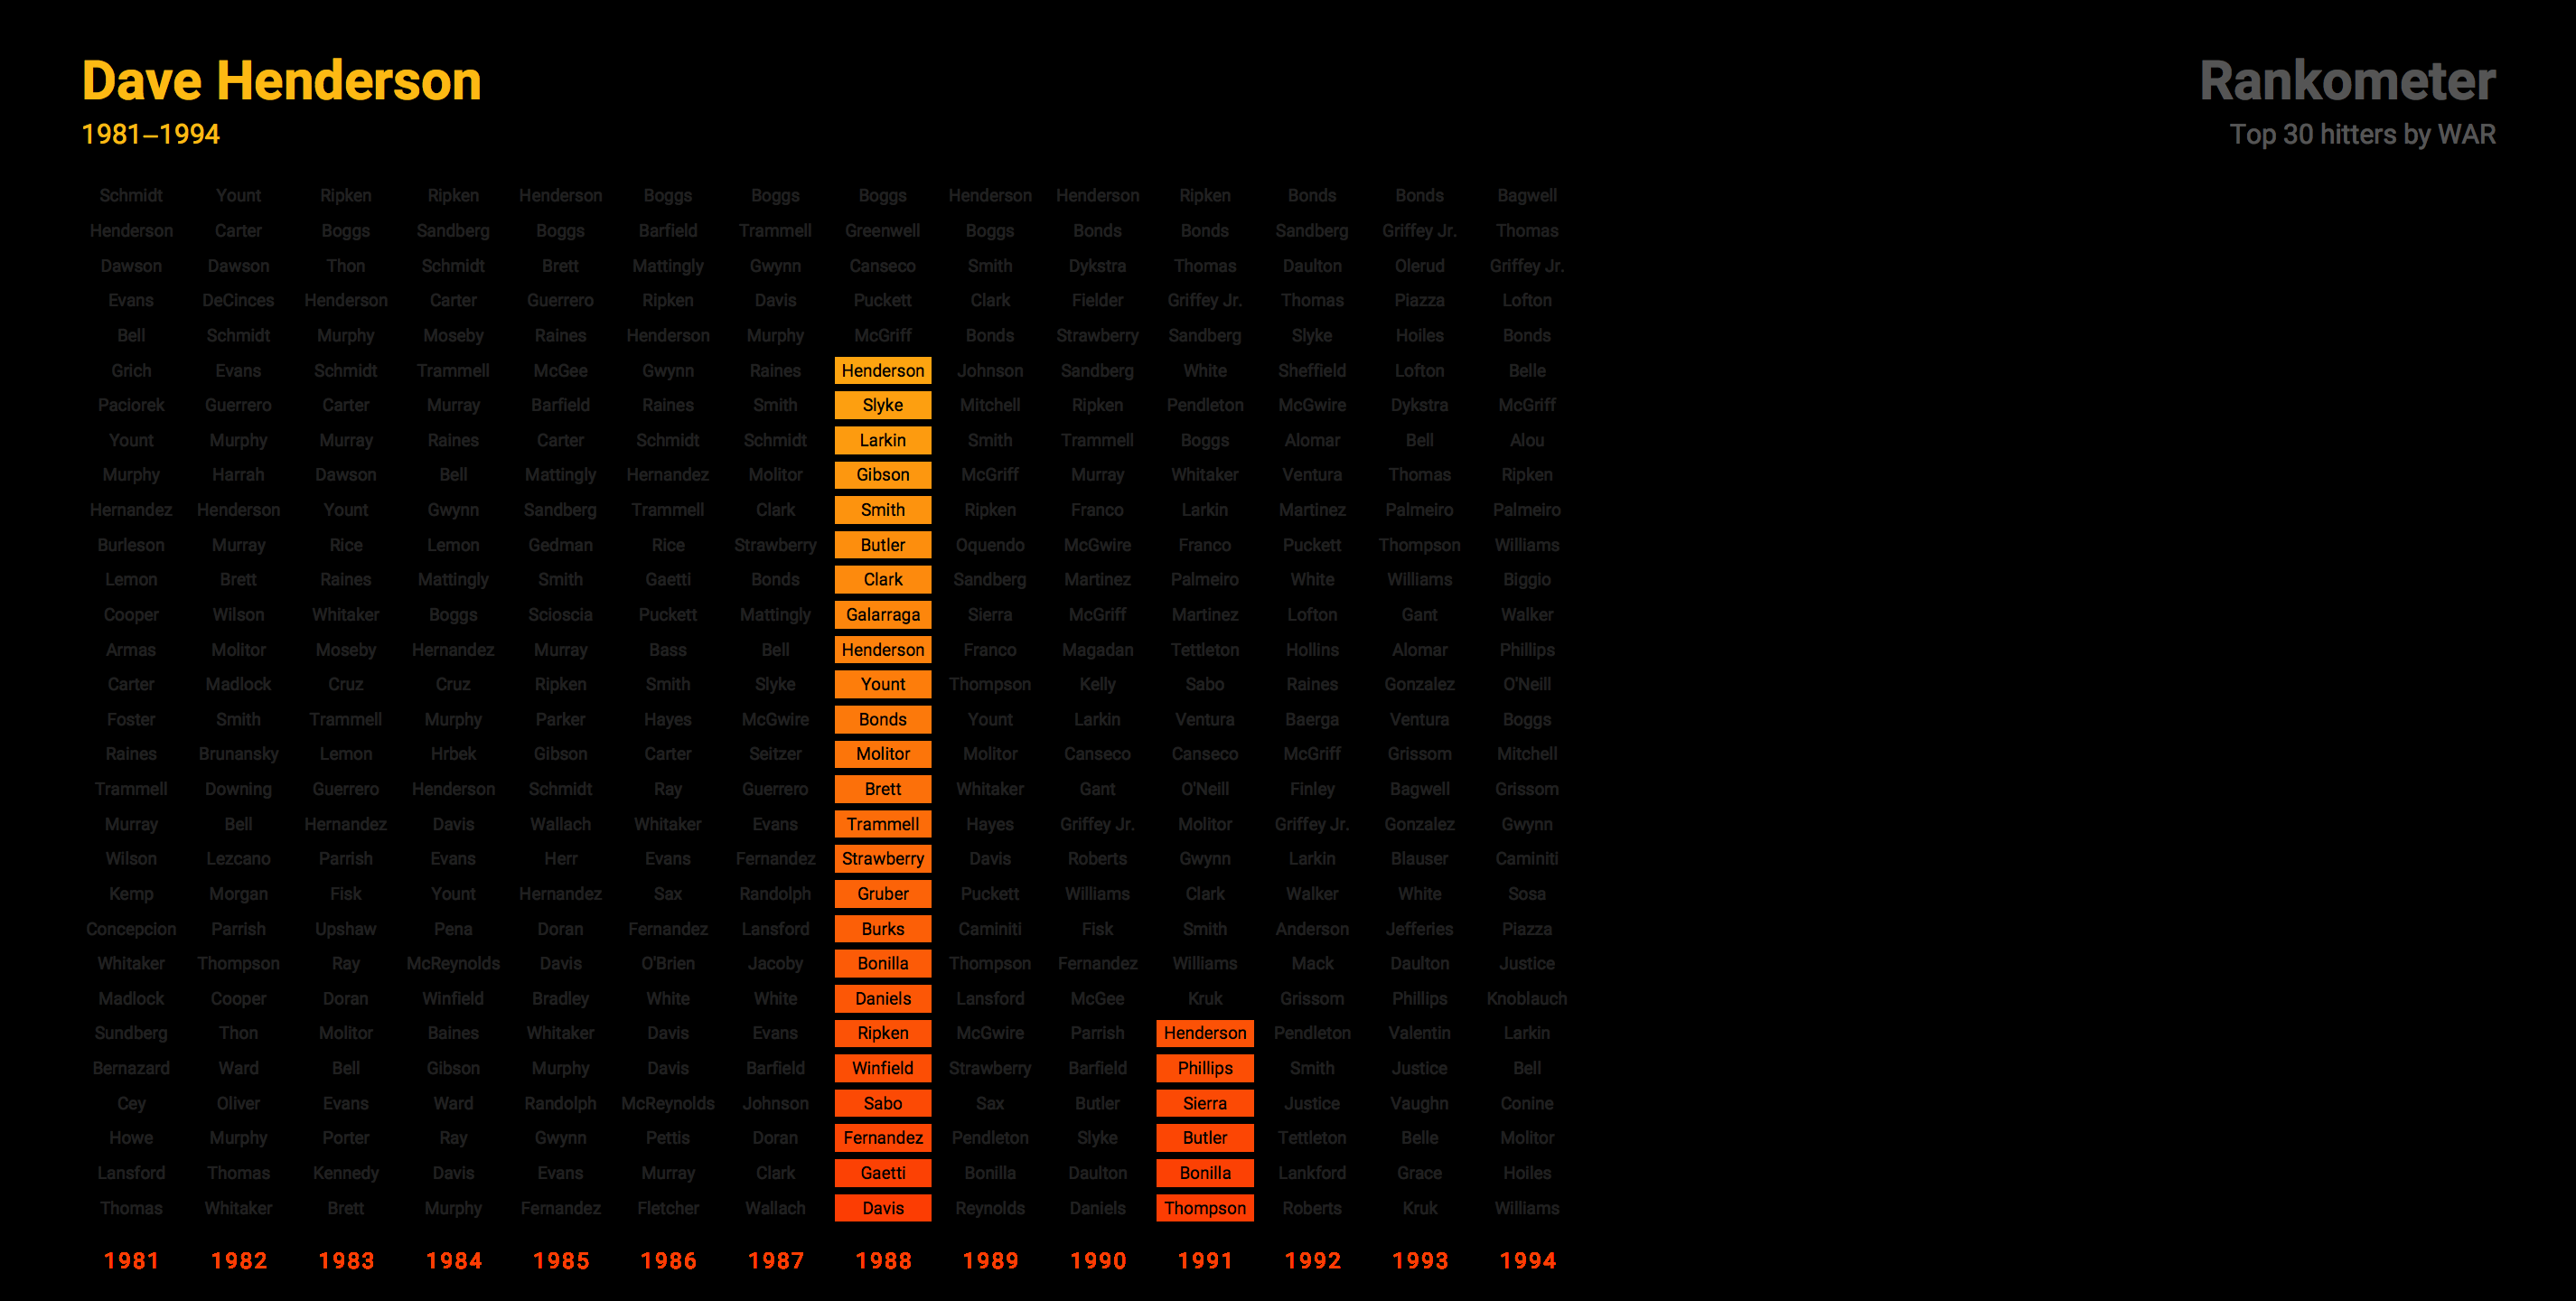 Dave Henderson
Rankometer
1981–1994
Top 30 hitters by WAR
Schmidt Yount Ripken Ripken Henderson Boggs Boggs Boggs Henderson Henderson Ripken Bonds Bonds Bagwell
Henderson Carter Boggs Sandberg Boggs Barfield Trammell Greenwell Boggs Bonds Bonds Sandberg Griffey Jr. Thomas
Dawson Dawson Thon Schmidt Brett Mattingly Gwynn Canseco Smith Dykstra Thomas Daulton Olerud Griffey Jr.
Evans DeCinces Henderson Carter Guerrero Ripken Davis Puckett Clark Fielder Griffey Jr. Thomas Piazza Lofton
Bell Schmidt Murphy Moseby Raines Henderson Murphy McGriff Bonds Strawberry Sandberg Slyke Hoiles Bonds
Grich Evans Schmidt Trammell McGee Gwynn Raines Henderson Johnson Sandberg White Sheffield Lofton Belle
Paciorek Guerrero Carter Murray Barfield Raines Smith Slyke Mitchell Ripken Pendleton McGwire Dykstra McGriff
Yount Murphy Murray Raines Carter Schmidt Schmidt Larkin Smith Trammell Boggs Alomar Bell Alou
Murphy Harrah Dawson Bell Mattingly Hernandez Molitor Gibson McGriff Murray Whitaker Ventura Thomas Ripken
Hernandez Henderson Yount Gwynn Sandberg Trammell Clark Smith Ripken Franco Larkin Martinez Palmeiro Palmeiro
Burleson Murray Rice Lemon Gedman Rice Strawberry Butler Oquendo McGwire Franco Puckett Thompson Williams
Lemon Brett Raines Mattingly Smith Gaetti Bonds Clark Sandberg Martinez Palmeiro White Williams Biggio
Cooper Wilson Whitaker Boggs Scioscia Puckett Mattingly Galarraga Sierra McGriff Martinez Lofton Gant Walker
Armas Molitor Moseby Hernandez Murray Bass Bell Henderson Franco Magadan Tettleton Hollins Alomar Phillips
Carter Madlock Cruz Cruz Ripken Smith Slyke Yount Thompson Kelly Sabo Raines Gonzalez O'Neill
Foster Smith Trammell Murphy Parker Hayes McGwire Bonds Yount Larkin Ventura Baerga Ventura Boggs
Raines Brunansky Lemon Hrbek Gibson Carter Seitzer Molitor Molitor Canseco Canseco McGriff Grissom Mitchell
Trammell Downing Guerrero Henderson Schmidt Ray Guerrero Brett Whitaker Gant O'Neill Finley Bagwell Grissom
Murray Bell Hernandez Davis Wallach Whitaker Evans Trammell Hayes Griffey Jr. Molitor Griffey Jr. Gonzalez Gwynn
Wilson Lezcano Parrish Evans Herr Evans Fernandez Strawberry Davis Roberts Gwynn Larkin Blauser Caminiti
Kemp Morgan Fisk Yount Hernandez Sax Randolph Gruber Puckett Williams Clark Walker White Sosa
Concepcion Parrish Upshaw Pena Doran Fernandez Lansford Burks Caminiti Fisk Smith Anderson Jefferies Piazza
Whitaker Thompson Ray McReynolds Davis O'Brien Jacoby Bonilla Thompson Fernandez Williams Mack Daulton Justice
Madlock Cooper Doran Winfield Bradley White White Daniels Lansford McGee Kruk Grissom Phillips Knoblauch
Sundberg Thon Molitor Baines Whitaker Davis Evans Ripken McGwire Parrish Henderson Pendleton Valentin Larkin
Bernazard Ward Bell Gibson Murphy Davis Barfield Winfield Strawberry Barfield Phillips Smith Justice Bell
Cey Oliver Evans Ward Randolph McReynolds Johnson Sabo Sax Butler Sierra Justice Vaughn Conine
Howe Murphy Porter Ray Gwynn Pettis Doran Fernandez Pendleton Slyke Butler Tettleton Belle Molitor
Lansford Thomas Kennedy Davis Evans Murray Clark Gaetti Bonilla Daulton Bonilla Lankford Grace Hoiles
Thomas Whitaker Brett Murphy Fernandez Fletcher Wallach Davis Reynolds Daniels Thompson Roberts Kruk Williams
1981 1982 1983 1984 1985 1986 1987 1988 1989 1990 1991 1992 1993 1994